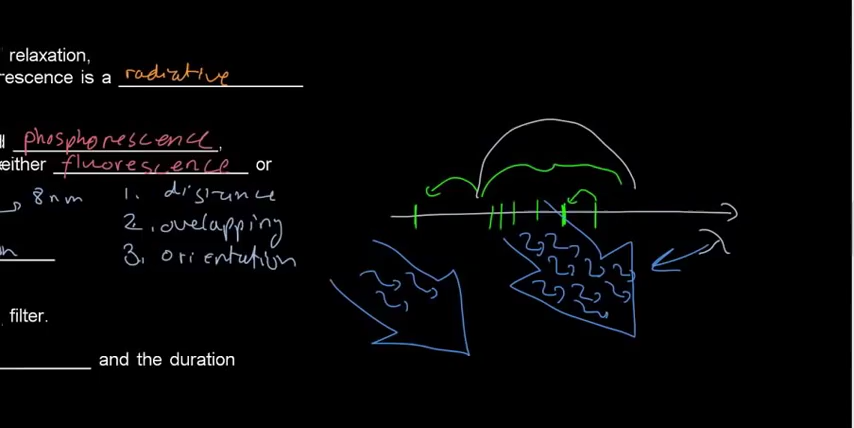 relaxation,
rescence is a radiative
phosphorescence,
either fluorescence or
8nm 1. distance
2. overlapping
3. orientation
filter.
and the duration
λ